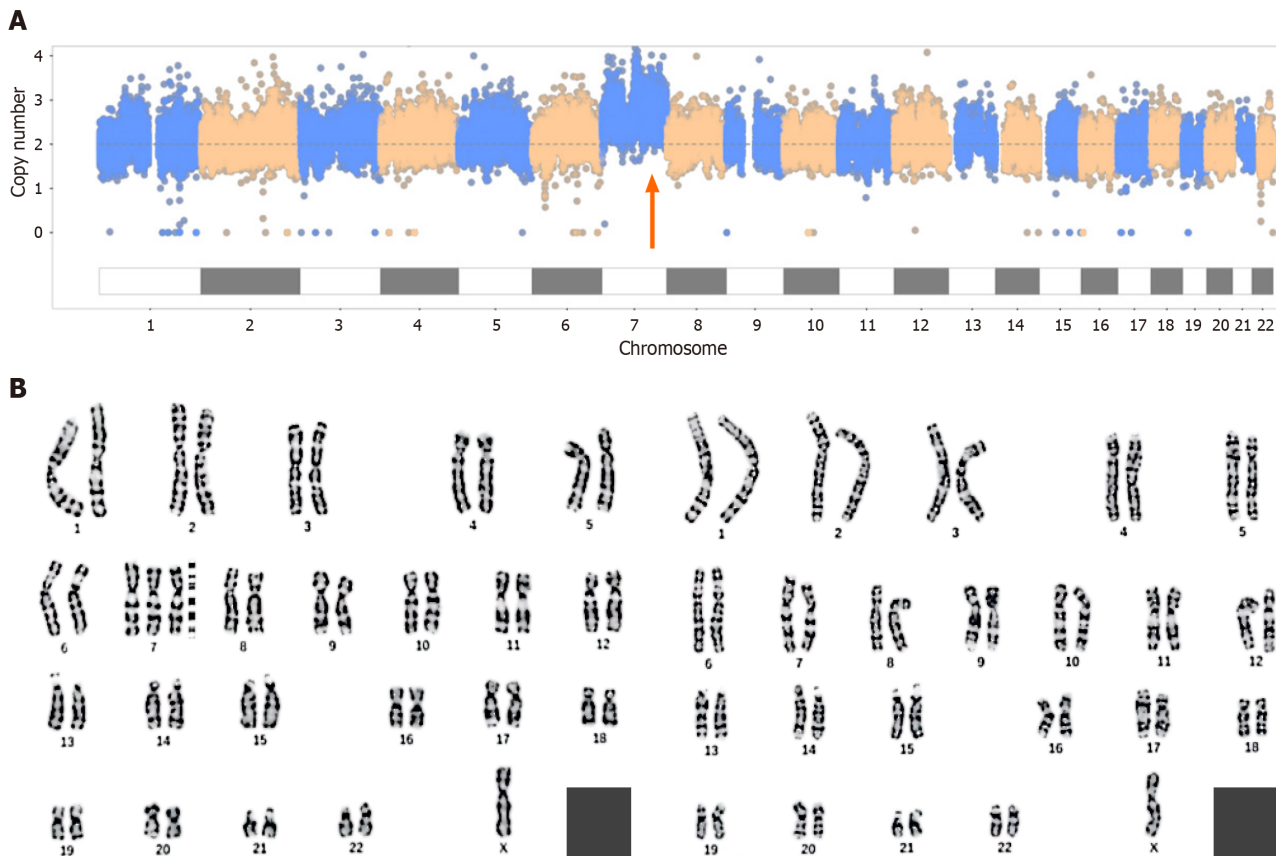 A
Copy number
4
3
2
1
0
1 2 3 4 5 6 7 8 9 10 11 12 13 14 15 16 17 18 19 20 21 22
Chromosome
B
1 2 3 4 5 1 2 3 4 5
6 7 8 9 10 11 12 6 7 8 9 10 11 12
13 14 15 16 17 18 13 14 15 16 17 18
19 20 21 22 X 19 20 21 22 X